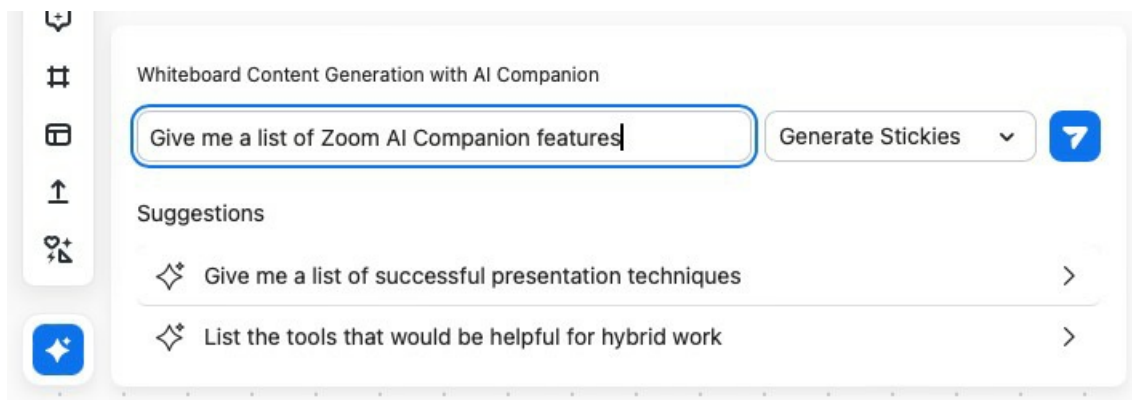 Whiteboard Content Generation with AI Companion
Give me a list of Zoom AI Companion features
Generate Stickies
Suggestions
Give me a list of successful presentation techniques
List the tools that would be helpful for hybrid work